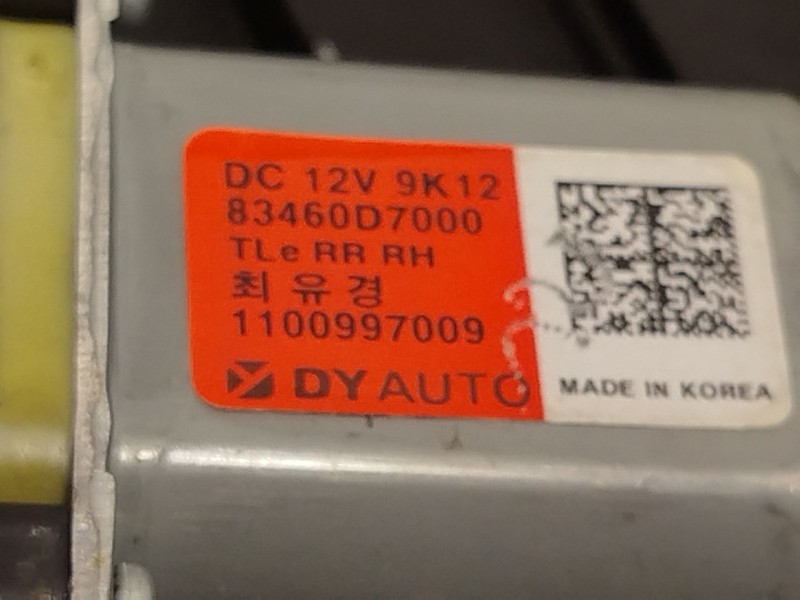 DC 12V 9K12
83460D7000
TLe RR RH
최유경
1100997009
DY AUTO
MADE IN KOREA